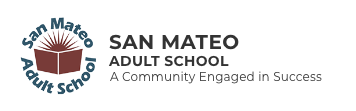 San Mateo
Adult School
SAN MATEO
ADULT SCHOOL
A Community Engaged in Success